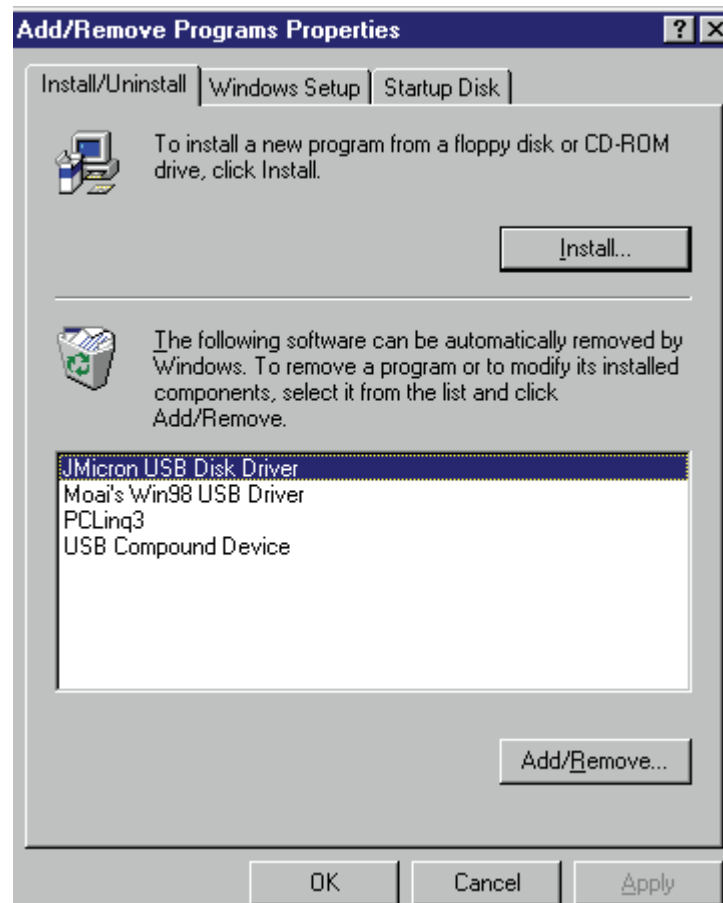 Add/Remove Programs Properties
Install/Uninstall Windows Setup Startup Disk
To install a new program from a floppy disk or CD-ROM
drive, click Install.
Install...
The following software can be automatically removed by
Windows. To remove a program or to modify its installed
components, select it from the list and click
Add/Remove.
JMicron USB Disk Driver
Moai's Win98 USB Driver
PCLinq3
USB Compound Device
Add/Remove...
OK Cancel Apply